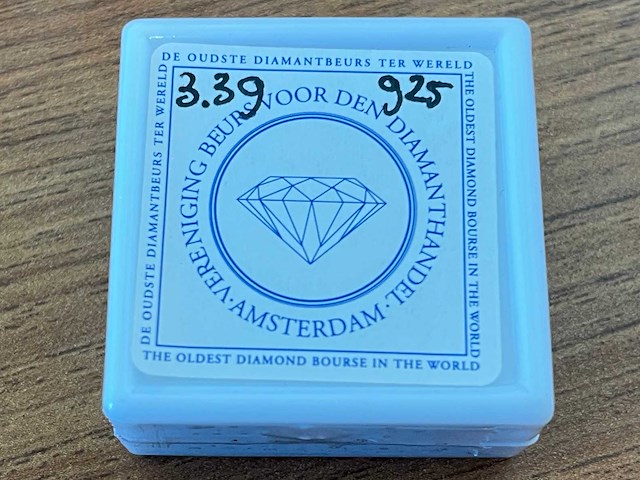 DE OUDSTE DIAMANTBEURS TER WERELD
3.39 925
VERENIGING BEURS VOOR DEN DIAMANTHANDEL
· AMSTERDAM ·
DE OUDSTE DIAMANTBEURS TER WERELD
THE OLDEST DIAMOND BOURSE IN THE WORLD
THE OLDEST DIAMOND BOURSE IN THE WORLD